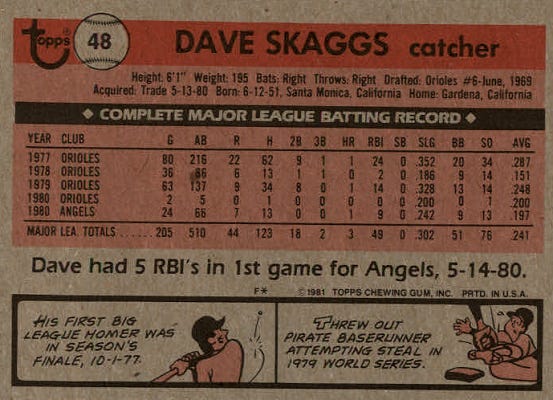 topps
48
DAVE SKAGGS catcher
Height: 6'1" Weight: 195 Bats: Right Throws: Right Drafted: Orioles #6-June, 1969
Acquired: Trade 5-13-80 Born: 6-12-51, Santa Monica, California Home: Gardena, California
◆ COMPLETE MAJOR LEAGUE BATTING RECORD ◆
YEAR CLUB G AB R H 2B 3B HR RBI SB SLG BB SO AVG
1977 ORIOLES 80 216 22 62 9 1 1 24 0 .352 20 34 .287
1978 ORIOLES 36 86 6 13 1 1 0 2 0 .186 9 14 .151
1979 ORIOLES 63 137 9 34 8 0 1 14 0 .328 13 14 .248
1980 ORIOLES 2 5 0 1 0 0 0 0 0 .200 0 1 .200
1980 ANGELS 24 66 7 13 0 0 1 9 0 .242 9 13 .197
MAJOR LEA. TOTALS ...... 205 510 44 123 18 2 3 49 0 .302 51 76 .241
Dave had 5 RBI's in 1st game for Angels, 5-14-80.
F* © 1981 TOPPS CHEWING GUM, INC. PRTD. IN U.S.A.
HIS FIRST BIG
LEAGUE HOMER WAS
IN SEASON'S
FINALE, 10-1-77.
THREW OUT
PIRATE BASERUNNER
ATTEMPTING STEAL IN
1979 WORLD SERIES.